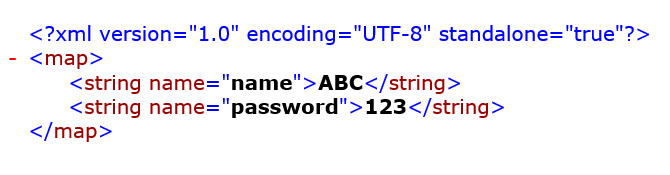 <?xml version="1.0" encoding="UTF-8" standalone="true"?>
- <map>
<string name="name">ABC</string>
<string name="password">123</string>
</map>